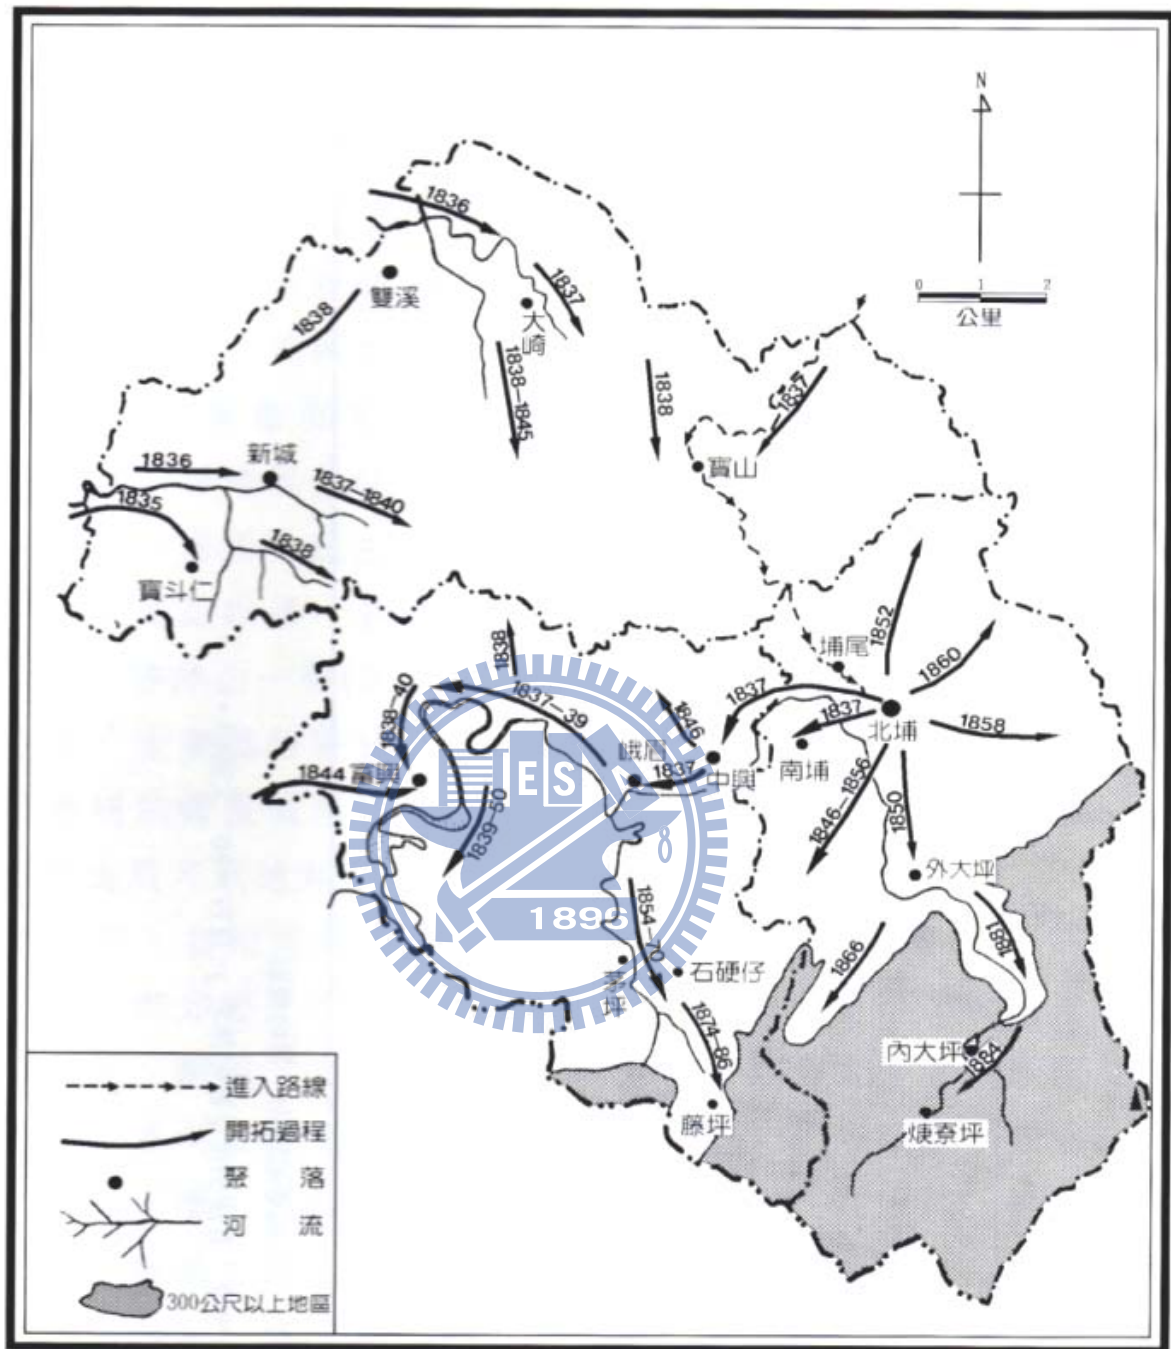 N
0 1 2
公里
1836
雙溪
1837
大崎
1838
1838-1845
1838
1837
寶山
新城
1836
1837-1840
1835
1838
寶斗仁
1852
埔尾
1860
1838
1837
1837
北埔
1858
1838-40
1837-39
1846
峨眉
1837
中興
南埔
1844
富興
1846-1856
1850
1839-50
外大坪
IES
1896
1854-70
1881
1866
茅坪
石硬仔
1874-86
內大坪
1884
藤坪
焿寮坪
進入路線
開拓過程
聚落
河流
300公尺以上地區